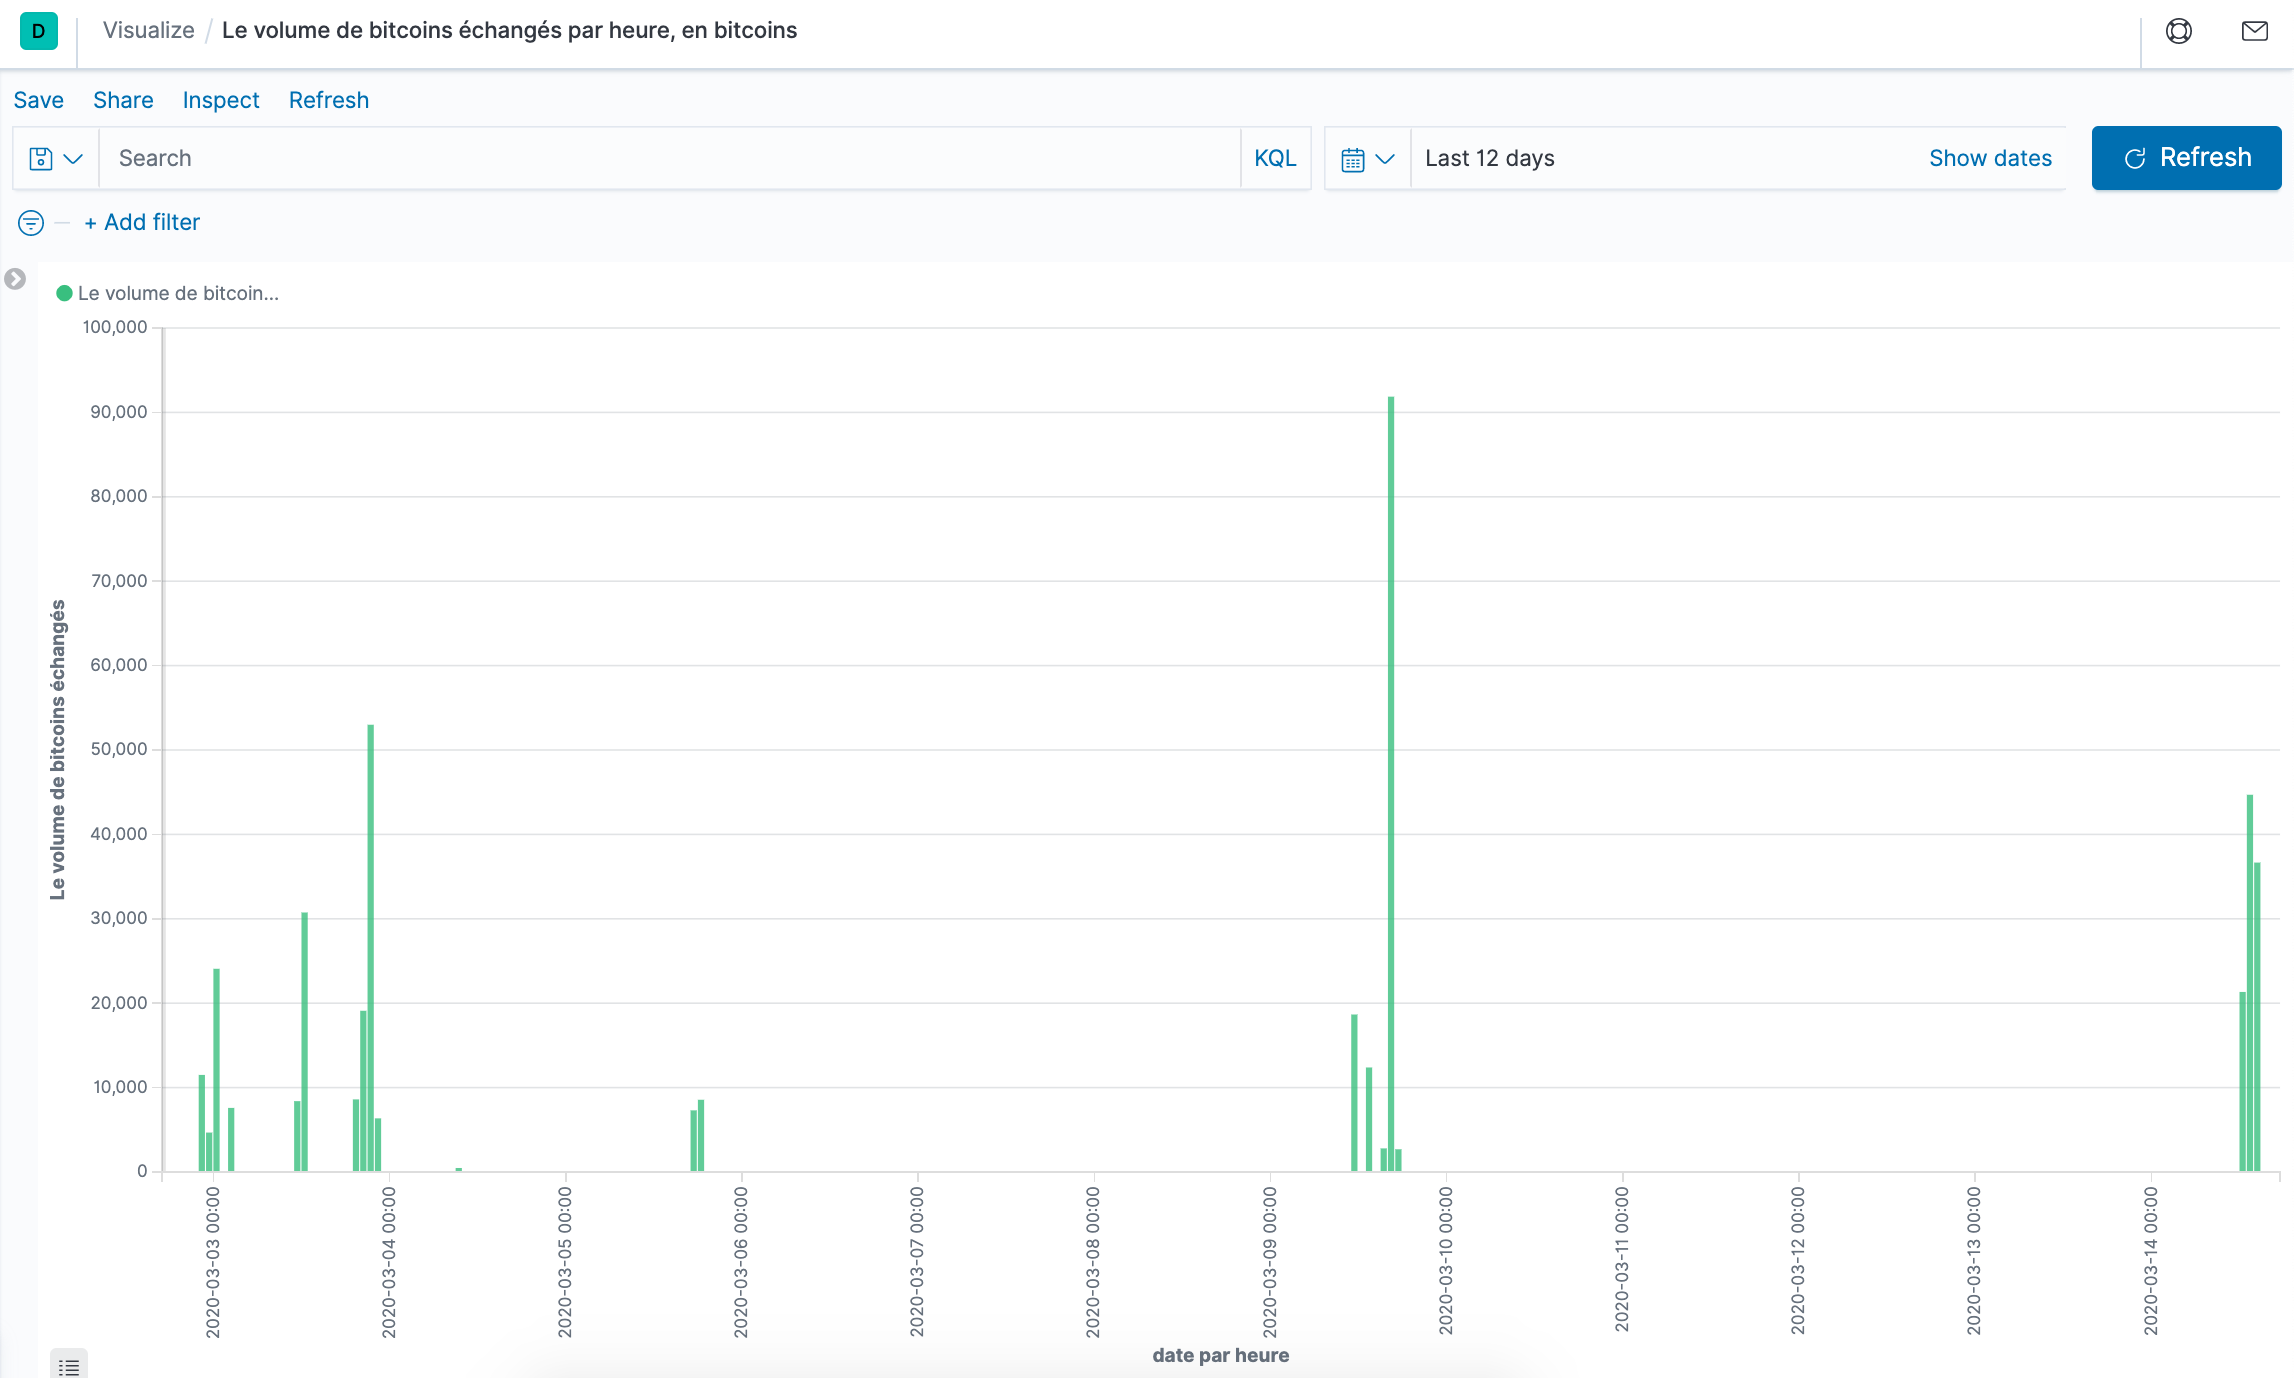 D
Visualize / Le volume de bitcoins échangés par heure, en bitcoins
Save Share Inspect Refresh
Search KQL Last 12 days Show dates Refresh
+ Add filter
Le volume de bitcoin...
Le volume de bitcoins échangés
100,000
90,000
80,000
70,000
60,000
50,000
40,000
30,000
20,000
10,000
0
2020-03-03 00:00
2020-03-04 00:00
2020-03-05 00:00
2020-03-06 00:00
2020-03-07 00:00
2020-03-08 00:00
2020-03-09 00:00
2020-03-10 00:00
2020-03-11 00:00
2020-03-12 00:00
2020-03-13 00:00
2020-03-14 00:00
date par heure